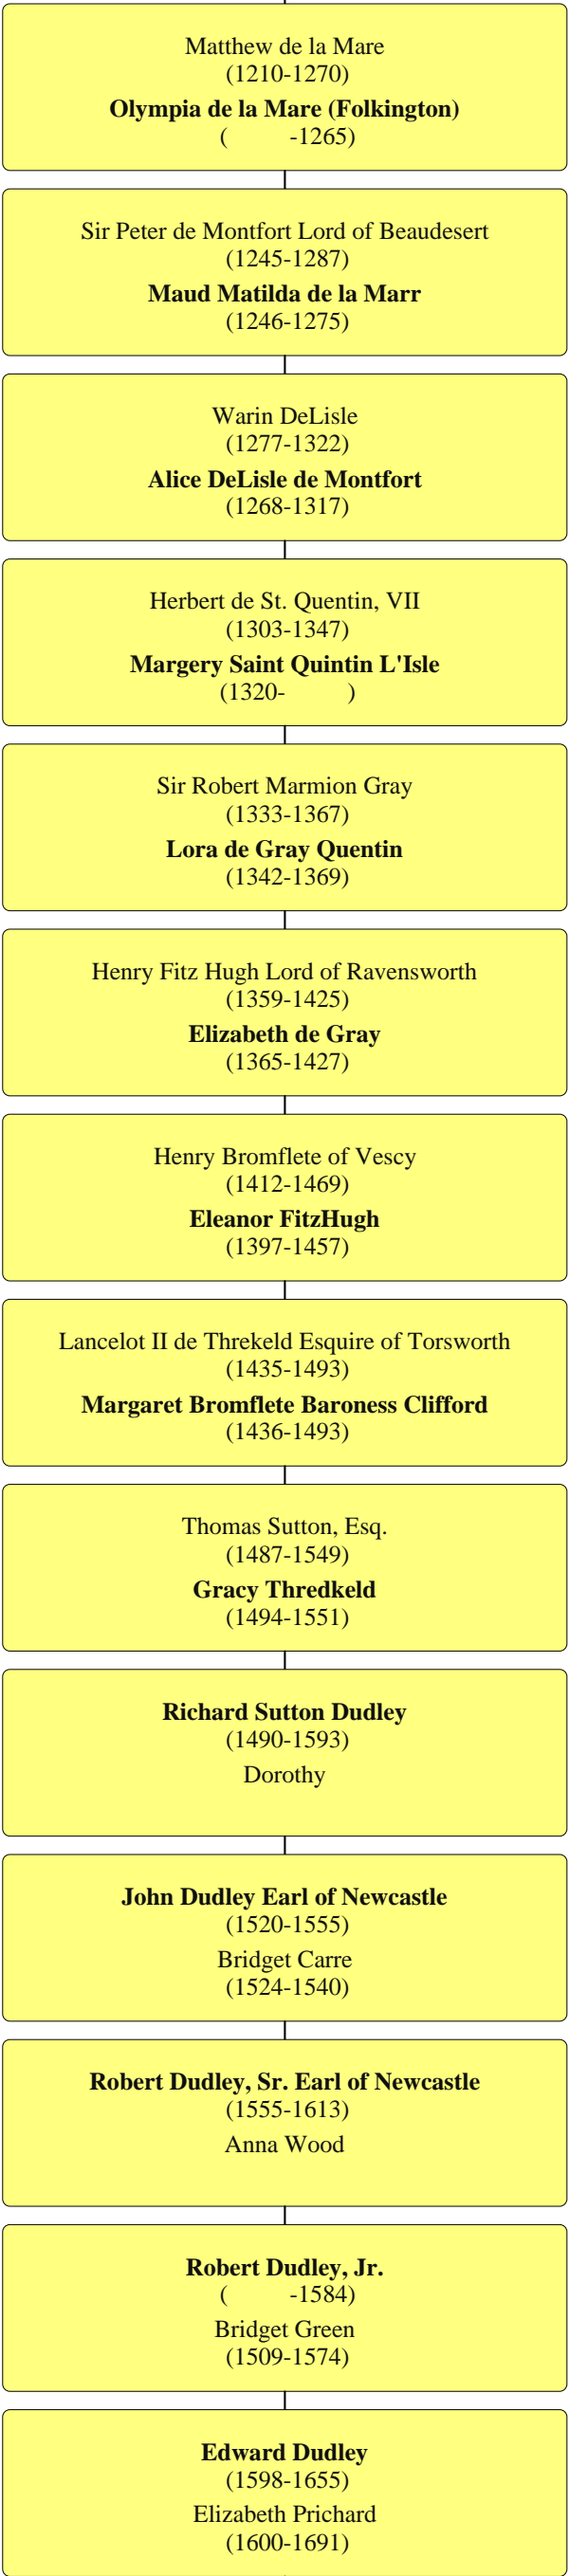 Matthew de la Mare
(1210-1270)
Olympia de la Mare (Folkington)
( -1265)
Sir Peter de Montfort Lord of Beaudesert
(1245-1287)
Maud Matilda de la Marr
(1246-1275)
Warin DeLisle
(1277-1322)
Alice DeLisle de Montfort
(1268-1317)
Herbert de St. Quentin, VII
(1303-1347)
Margery Saint Quintin L'Isle
(1320- )
Sir Robert Marmion Gray
(1333-1367)
Lora de Gray Quentin
(1342-1369)
Henry Fitz Hugh Lord of Ravensworth
(1359-1425)
Elizabeth de Gray
(1365-1427)
Henry Bromflete of Vescy
(1412-1469)
Eleanor FitzHugh
(1397-1457)
Lancelot II de Threkeld Esquire of Torsworth
(1435-1493)
Margaret Bromflete Baroness Clifford
(1436-1493)
Thomas Sutton, Esq.
(1487-1549)
Gracy Thredkeld
(1494-1551)
Richard Sutton Dudley
(1490-1593)
Dorothy
John Dudley Earl of Newcastle
(1520-1555)
Bridget Carre
(1524-1540)
Robert Dudley, Sr. Earl of Newcastle
(1555-1613)
Anna Wood
Robert Dudley, Jr.
( -1584)
Bridget Green
(1509-1574)
Edward Dudley
(1598-1655)
Elizabeth Prichard
(1600-1691)